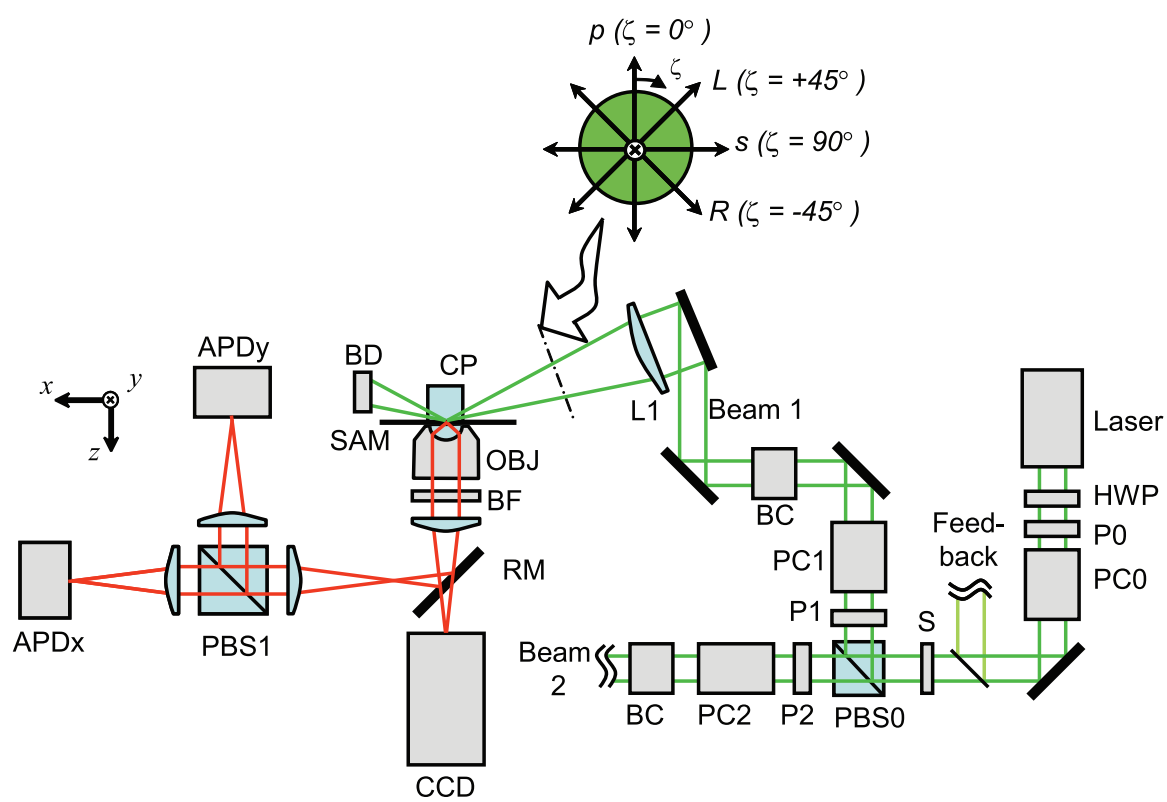 p (ζ = 0° )
ζ
L (ζ = +45° )
s (ζ = 90° )
R (ζ = -45° )
APDy
BD
CP
x
y
z
SAM
OBJ
BF
L1
Beam 1
Laser
HWP
P0
PC0
BC
Feed-
back
PC1
RM
P1
S
APDx
PBS1
Beam
2
BC
PC2
P2
PBS0
CCD